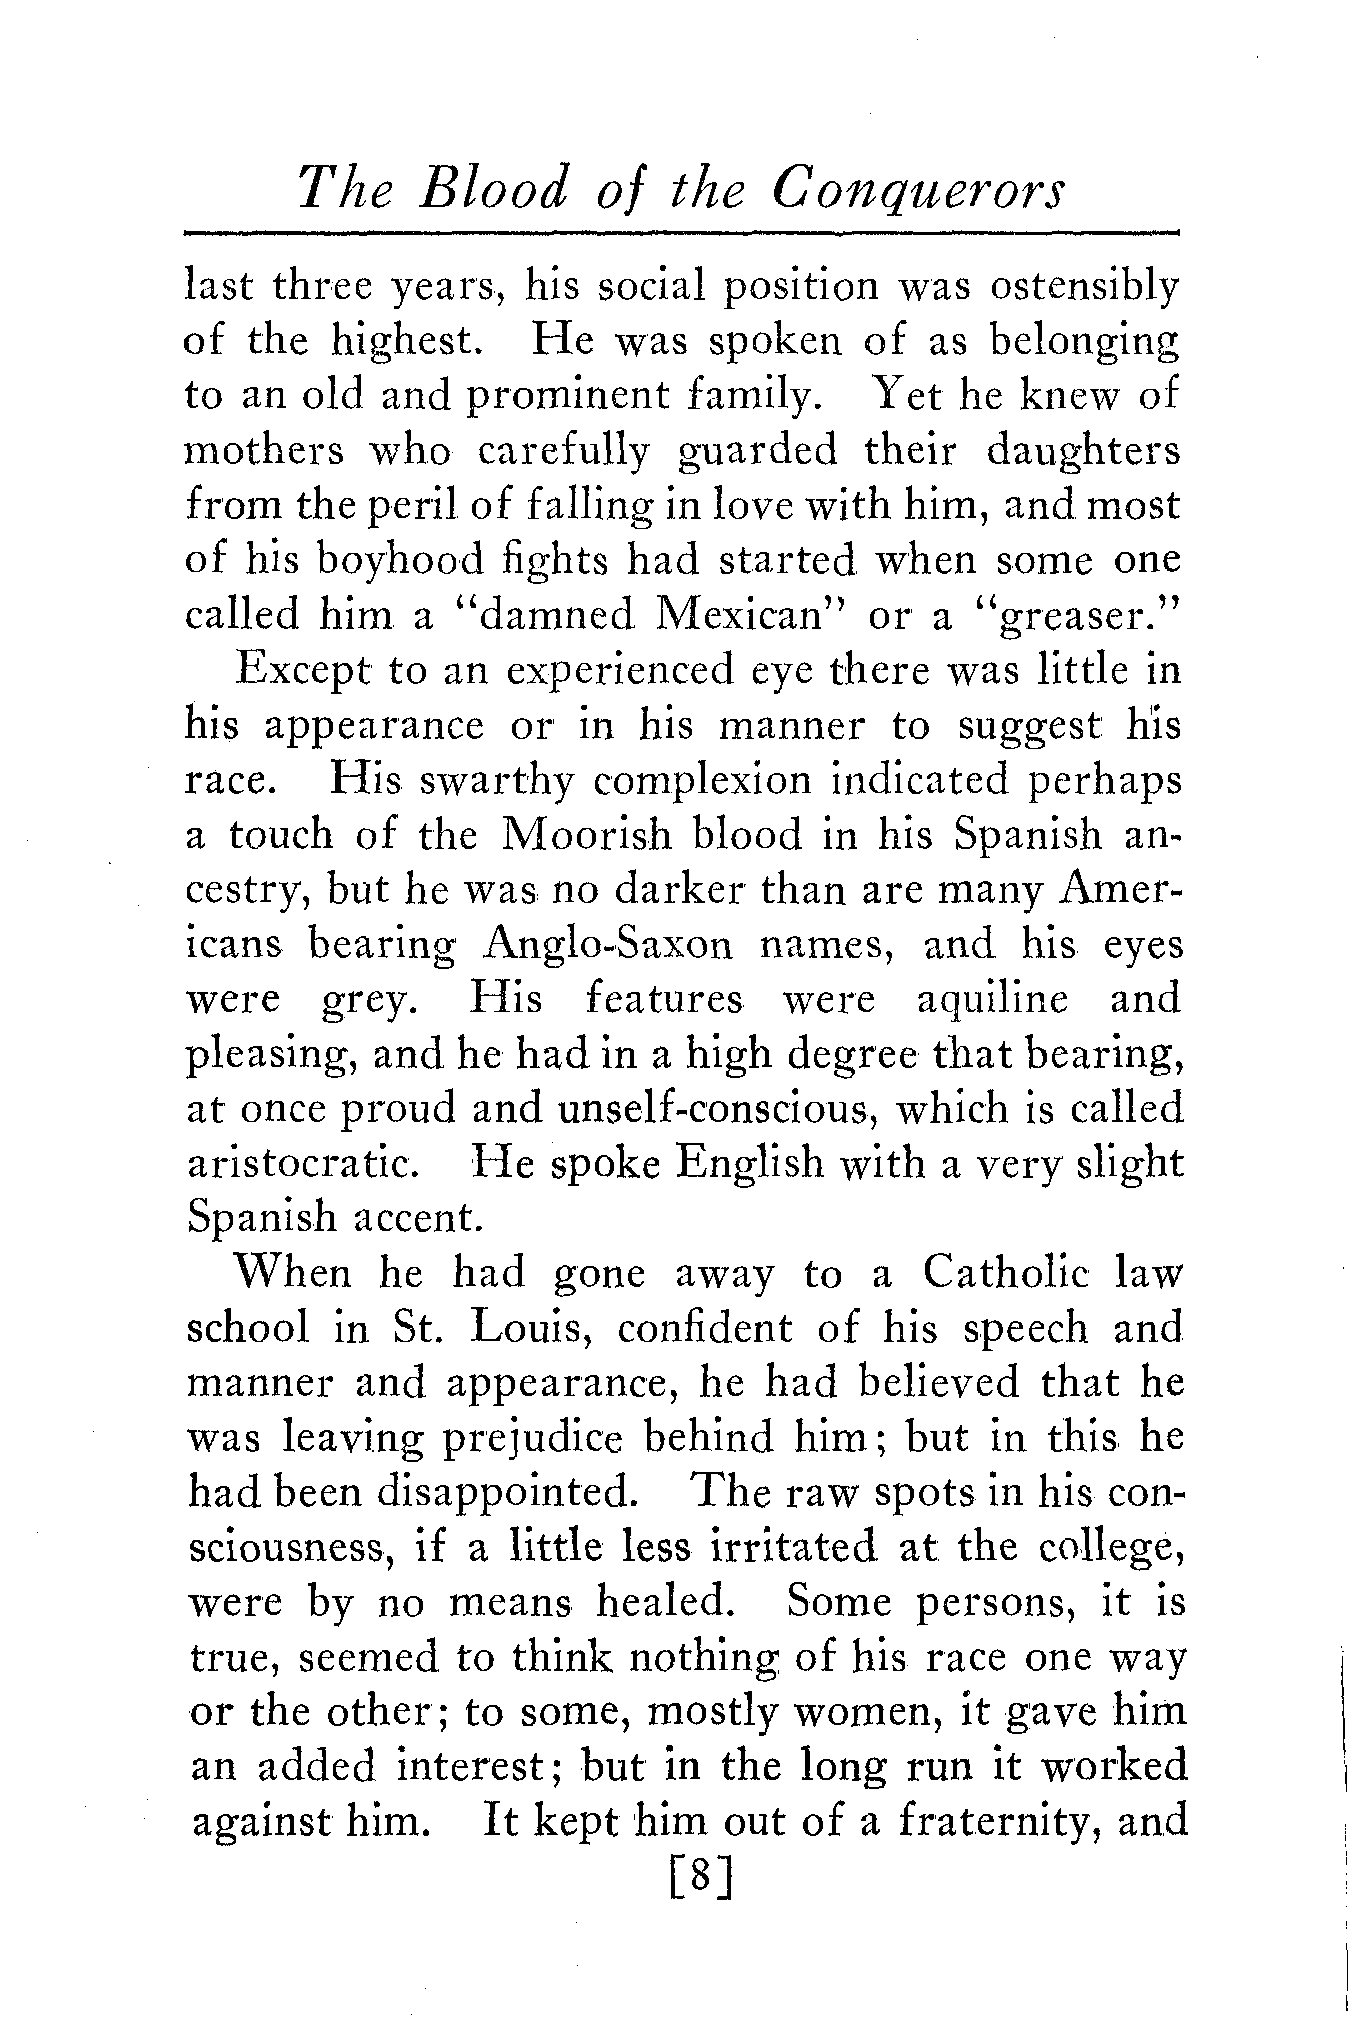 The Blood of the Conquerors
last three years, his social position was ostensibly
of the highest. He was spoken of as belonging
to an old and prominent family. Yet he knew of
mothers who carefully guarded their daughters
from the peril of falling in love with him, and most
of his boyhood fights had started when some one
called him a “damned Mexican” or a “greaser.”
Except to an experienced eye there was little in
his appearance or in his manner to suggest his
race. His swarthy complexion indicated perhaps
a touch of the Moorish blood in his Spanish an-
cestry, but he was no darker than are many Amer-
icans bearing Anglo-Saxon names, and his eyes
were grey. His features were aquiline and
pleasing, and he had in a high degree that bearing,
at once proud and unself-conscious, which is called
aristocratic. He spoke English with a very slight
Spanish accent.
When he had gone away to a Catholic law
school in St. Louis, confident of his speech and
manner and appearance, he had believed that he
was leaving prejudice behind him; but in this he
had been disappointed. The raw spots in his con-
sciousness, if a little less irritated at the college,
were by no means healed. Some persons, it is
true, seemed to think nothing of his race one way
or the other; to some, mostly women, it gave him
an added interest; but in the long run it worked
against him. It kept him out of a fraternity, and
[8]